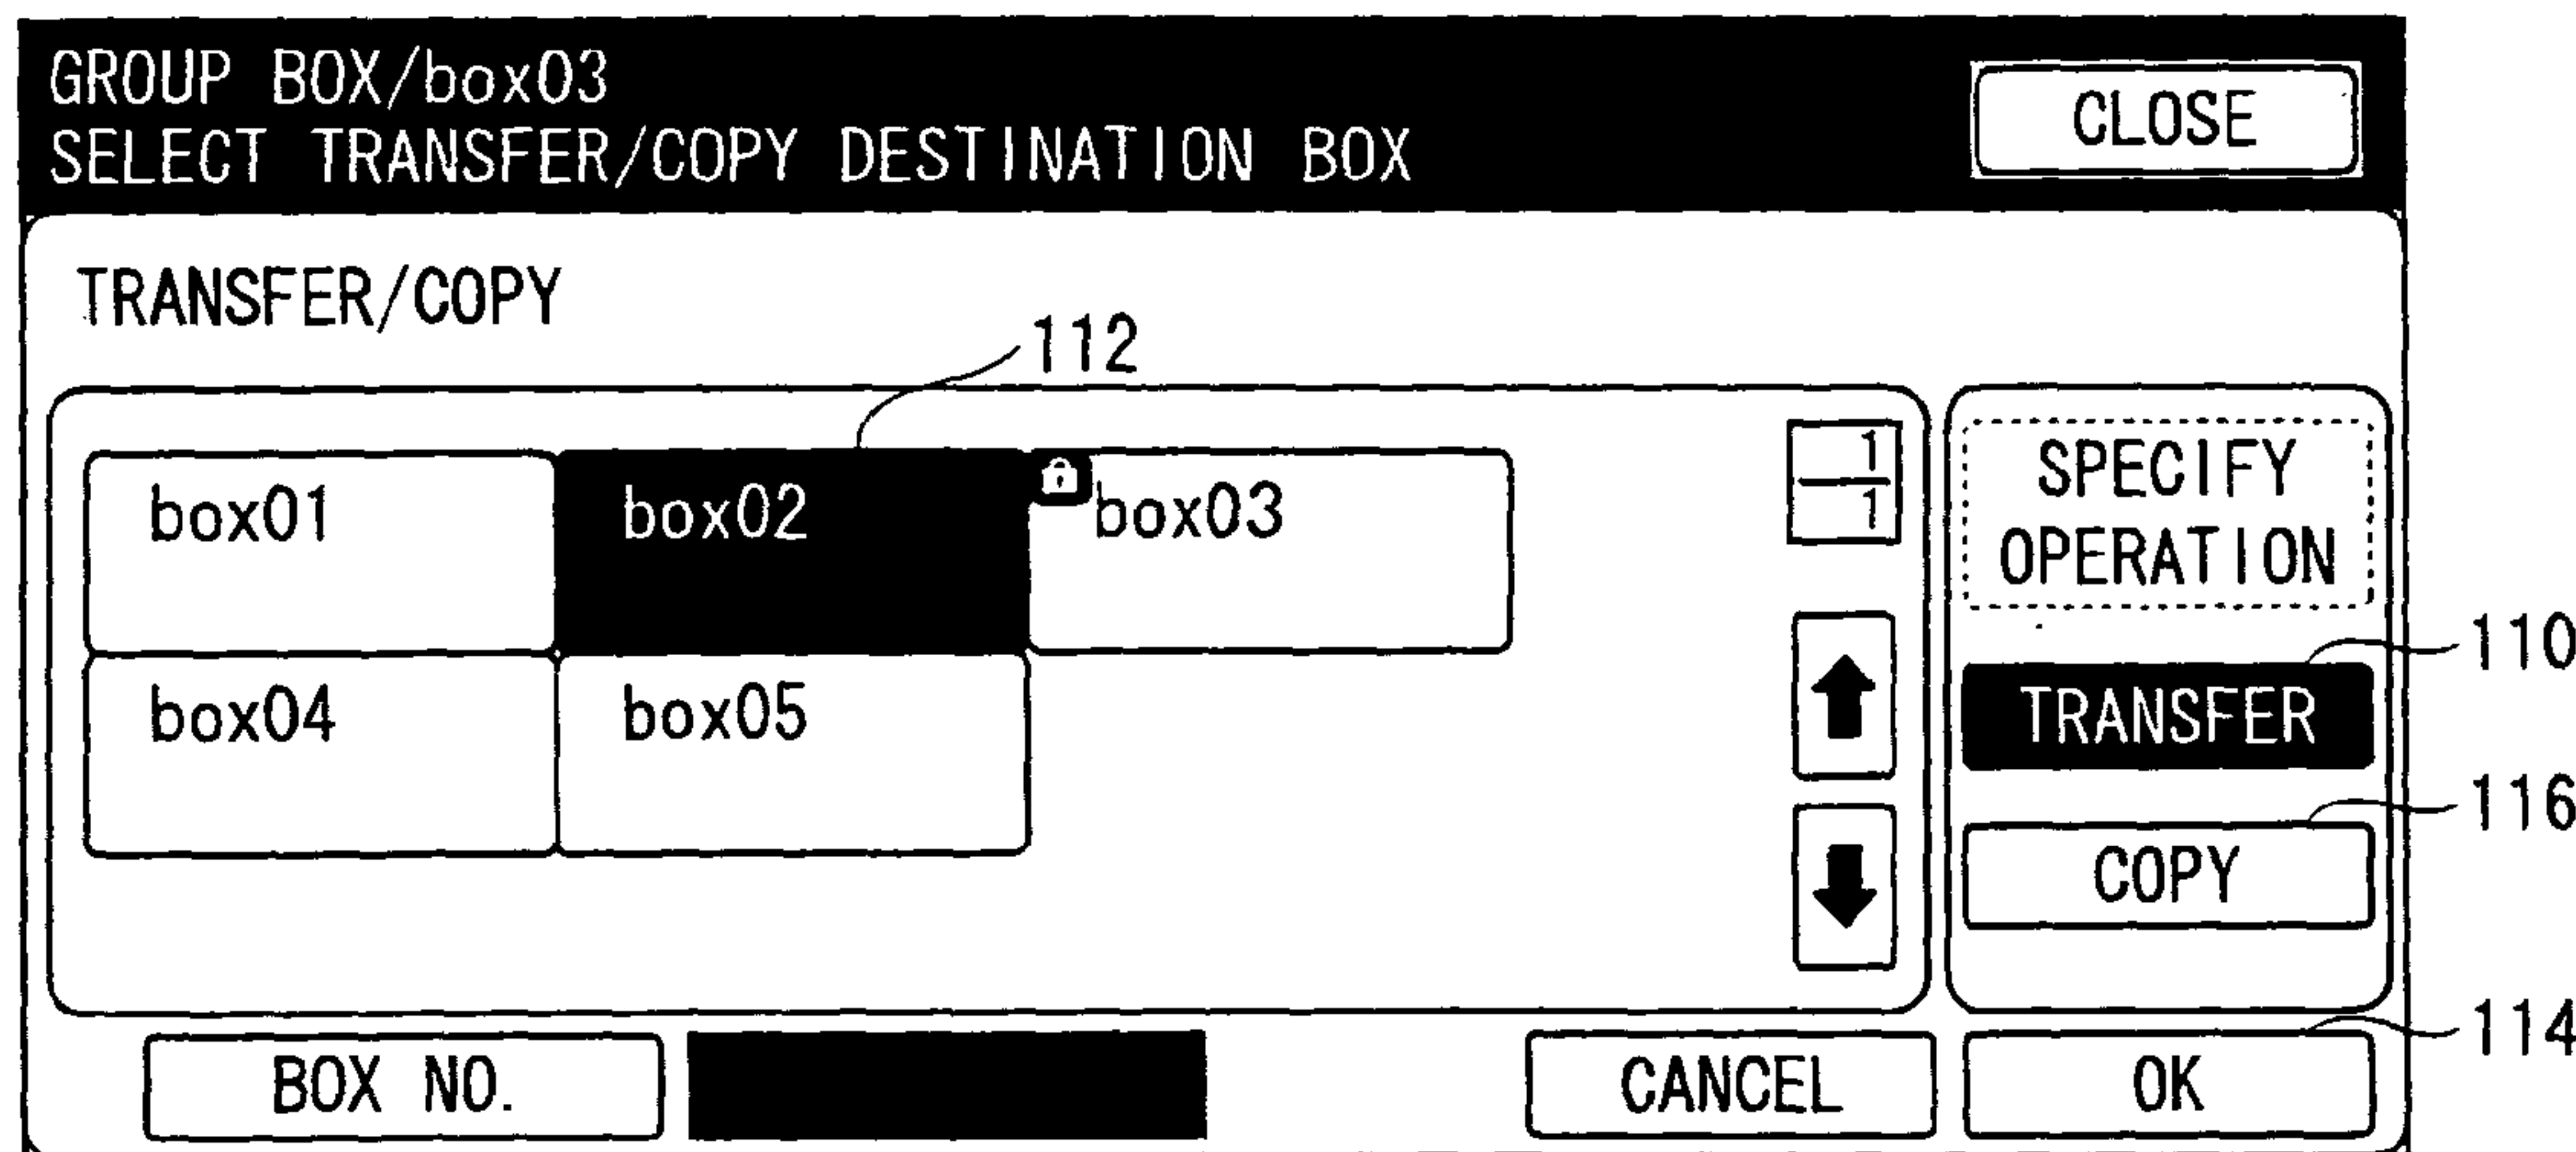 GROUP BOX/box03
CLOSE
SELECT TRANSFER/COPY DESTINATION BOX
TRANSFER/COPY
112
box01
box02
box03
1
1
SPECIFY
OPERATION
110
box04
box05
TRANSFER
116
COPY
114
BOX NO.
CANCEL
OK